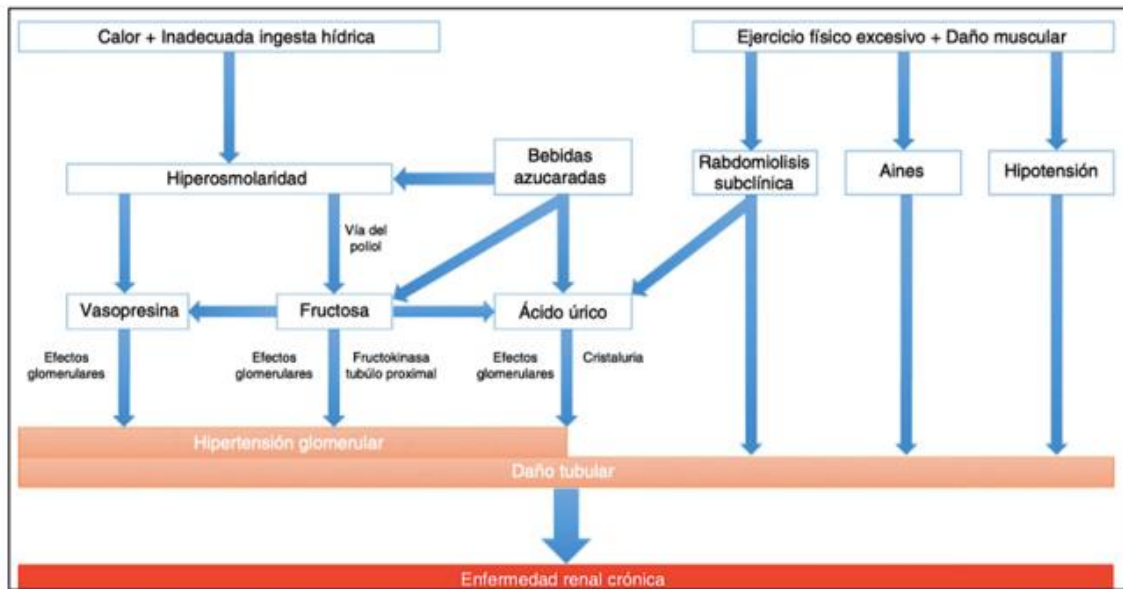 Calor + Inadecuada ingesta hídrica
Ejercicio físico excesivo + Daño muscular
Hiperosmolaridad
Bebidas
azucaradas
Rabdomiolisis
subclínica
Aines
Hipotensión
Vía del
poliol
Vasopresina
Fructosa
Ácido úrico
Efectos
glomerulares
Efectos
glomerulares
Fructokinasa
tubúlo proximal
Efectos
glomerulares
Cristaluria
Hipertensión glomerular
Daño tubular
Enfermedad renal crónica